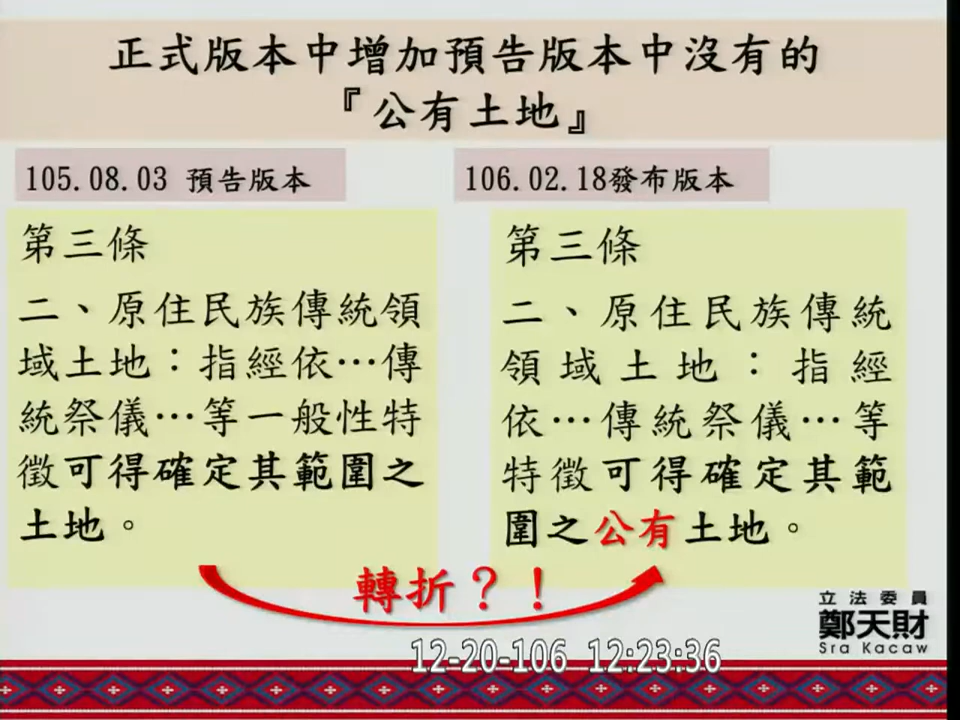 正式版本中增加預告版本中沒有的
『公有土地』
105.08.03 預告版本
第三條
二、原住民族傳統領
域土地：指經依…傳
統祭儀…等一般性特
徵可得確定其範圍之
土地。
106.02.18發布版本
第三條
二、原住民族傳統
領域土地：指經
依…傳統祭儀…等
特徵可得確定其範
圍之公有土地。
轉折？！
立法委員
鄭天財
Sra Kacaw
12-20-106 12:23:36